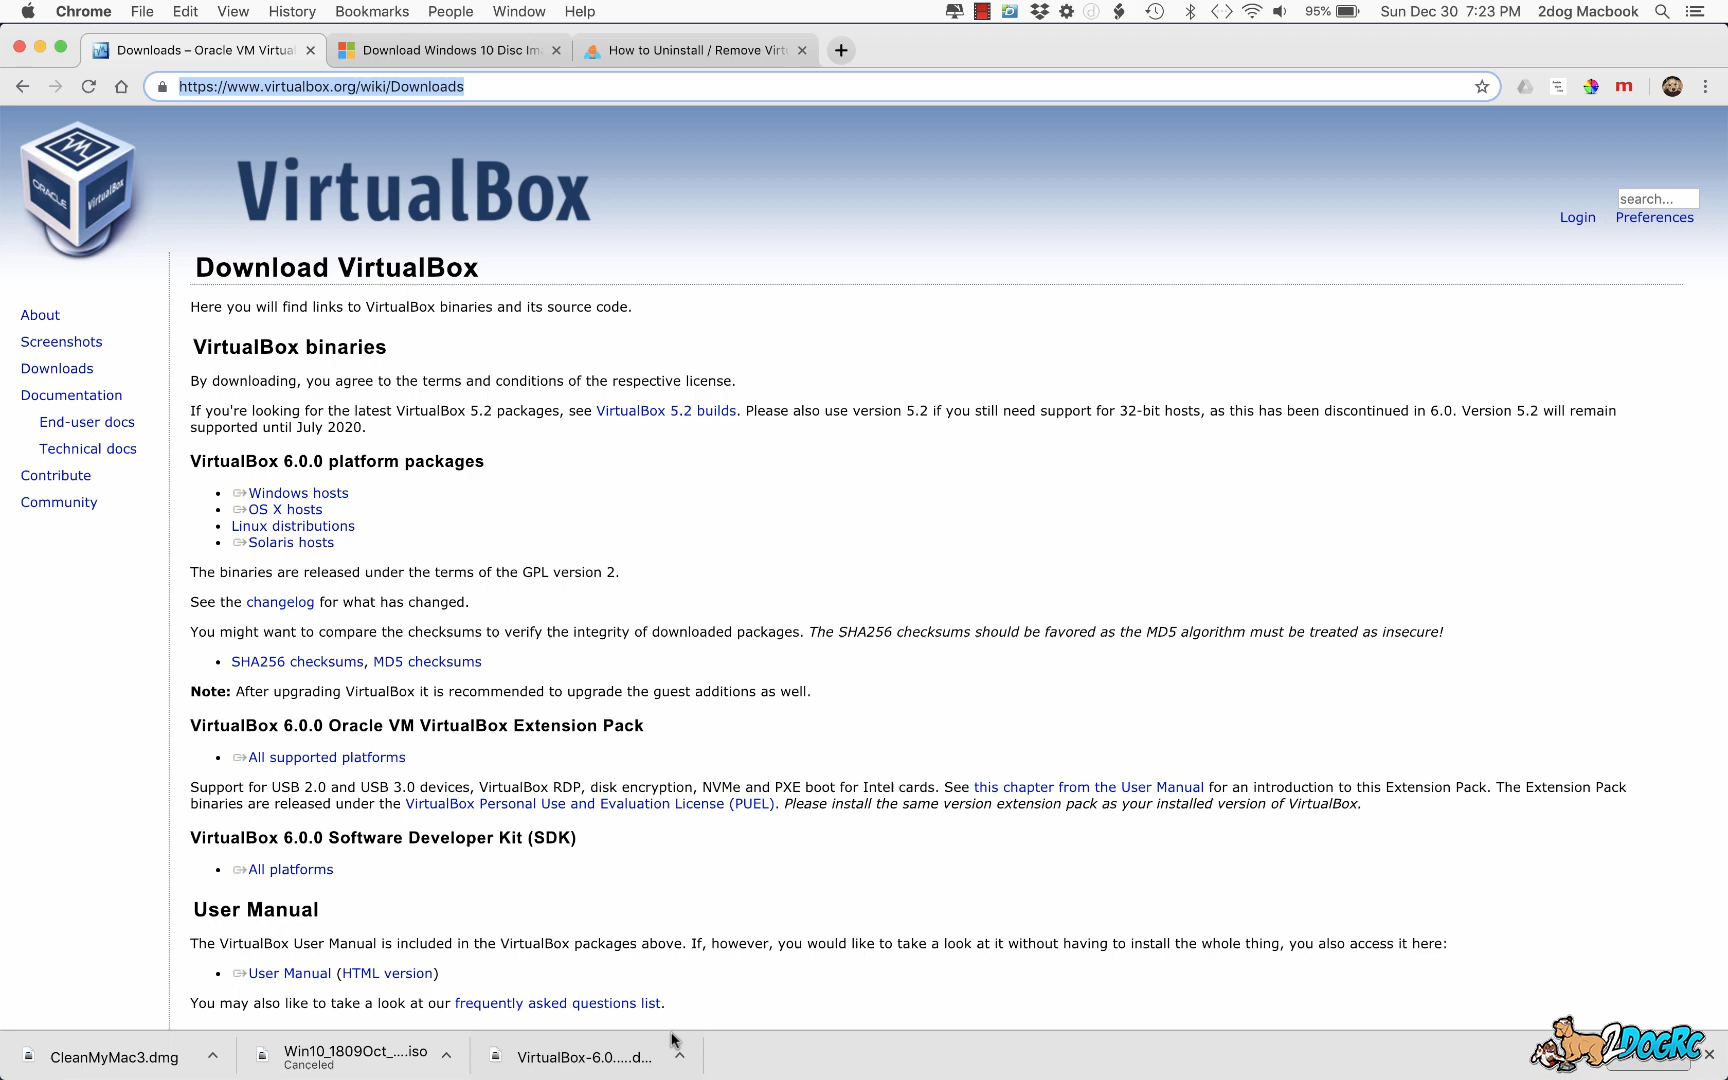 Chrome File Edit View History Bookmarks People Window Help 95% Sun Dec 30 7:23 PM 2dog Macbook
Downloads – Oracle VM Virtua Download Windows 10 Disc Im How to Uninstall / Remove Virt
https://www.virtualbox.org/wiki/Downloads
m
VM
ORACLE
VirtualBox
VirtualBox
search...
Login Preferences
Download VirtualBox
Here you will find links to VirtualBox binaries and its source code.
About
Screenshots
Downloads
Documentation
End-user docs
Technical docs
Contribute
Community
VirtualBox binaries
By downloading, you agree to the terms and conditions of the respective license.
If you're looking for the latest VirtualBox 5.2 packages, see VirtualBox 5.2 builds. Please also use version 5.2 if you still need support for 32-bit hosts, as this has been discontinued in 6.0. Version 5.2 will remain
supported until July 2020.
VirtualBox 6.0.0 platform packages
Windows hosts
OS X hosts
Linux distributions
Solaris hosts
The binaries are released under the terms of the GPL version 2.
See the changelog for what has changed.
You might want to compare the checksums to verify the integrity of downloaded packages. The SHA256 checksums should be favored as the MD5 algorithm must be treated as insecure!
SHA256 checksums, MD5 checksums
Note: After upgrading VirtualBox it is recommended to upgrade the guest additions as well.
VirtualBox 6.0.0 Oracle VM VirtualBox Extension Pack
All supported platforms
Support for USB 2.0 and USB 3.0 devices, VirtualBox RDP, disk encryption, NVMe and PXE boot for Intel cards. See this chapter from the User Manual for an introduction to this Extension Pack. The Extension Pack
binaries are released under the VirtualBox Personal Use and Evaluation License (PUEL). Please install the same version extension pack as your installed version of VirtualBox.
VirtualBox 6.0.0 Software Developer Kit (SDK)
All platforms
User Manual
The VirtualBox User Manual is included in the VirtualBox packages above. If, however, you would like to take a look at it without having to install the whole thing, you also access it here:
User Manual (HTML version)
You may also like to take a look at our frequently asked questions list.
CleanMyMac3.dmg
Win10_1809Oct_....iso
Canceled
VirtualBox-6.0.....d...
2DOGRC